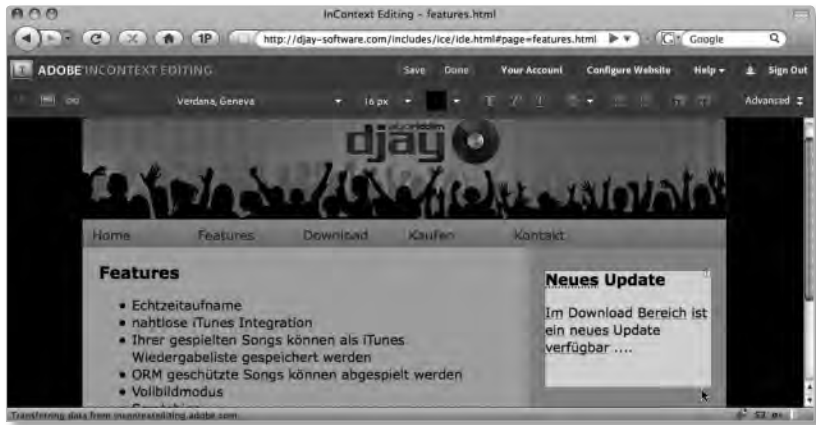 InContext Editing – features.html
1P http://djay-software.com/includes/ice/ide.html#page=features.html Google
ADOBE INCONTEXT EDITING Save Done Your Account Configure Website Help Sign Out
Verdana, Geneva 16 px Advanced
algoriddim
djay
Home Features Download Kaufen Kontakt
Features
• Echtzeitaufname
• nahtlose iTunes Integration
• Ihrer gespielten Songs können als iTunes
Wiedergabeliste gespeichert werden
• ORM geschützte Songs können abgespielt werden
• Vollbildmodus
Neues Update
Im Download Bereich ist
ein neues Update
verfügbar ....
Transferring data from incontextediting.adobe.com...